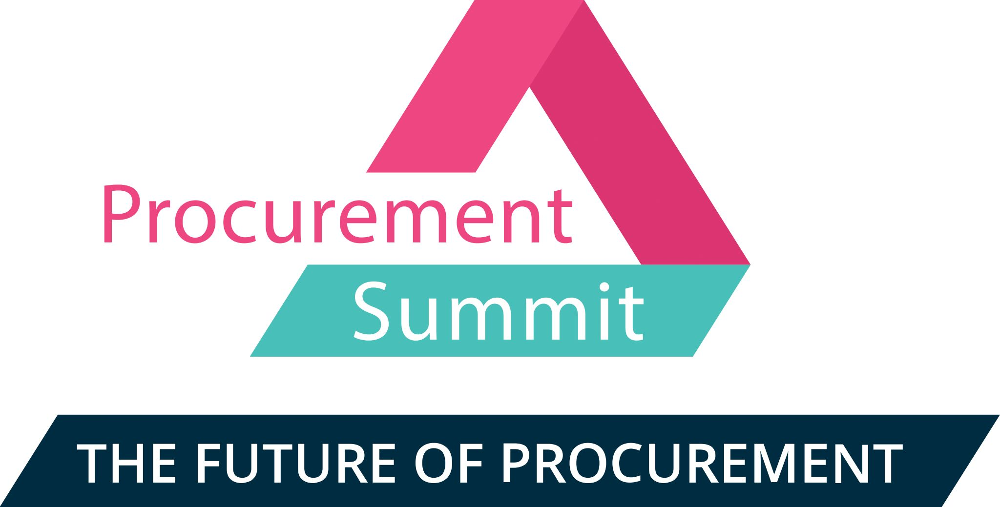 Procurement
Summit
THE FUTURE OF PROCUREMENT